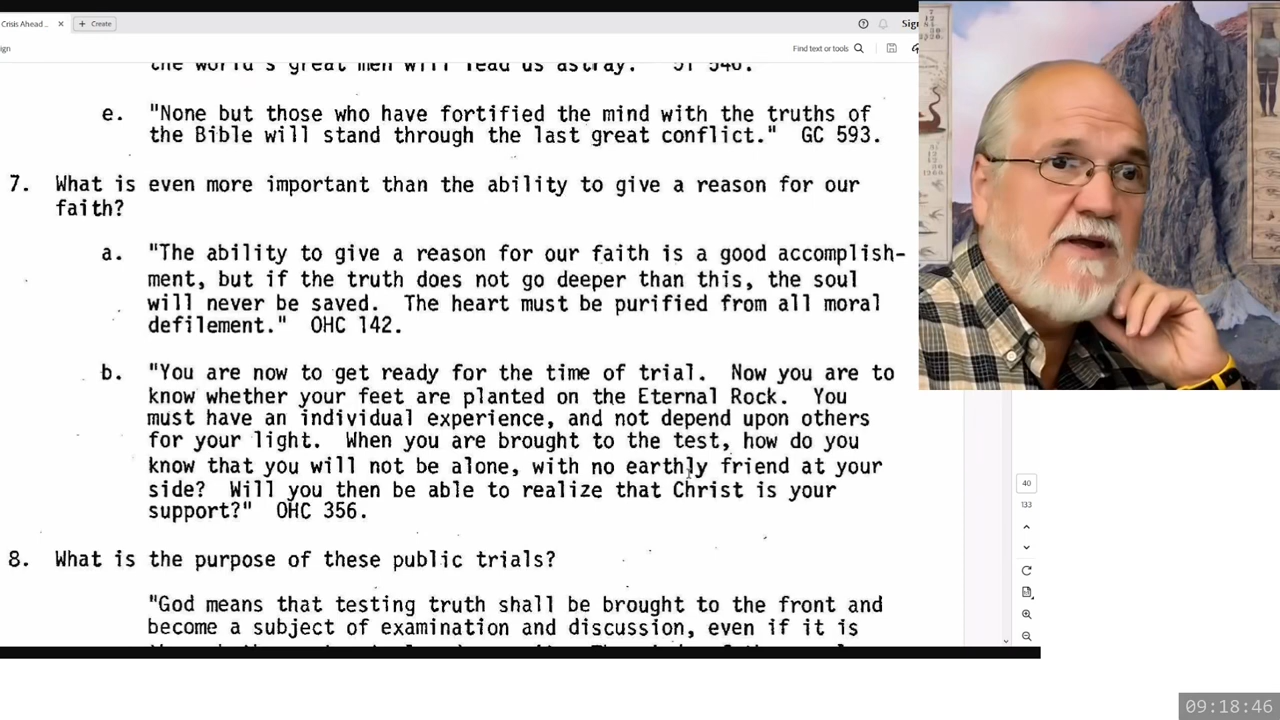 Crisis Ahead...
Create
Sign
ign
Find text or tools
the world's great men will lead us astray." 5T 546.
e. "None but those who have fortified the mind with the truths of
the Bible will stand through the last great conflict." GC 593.
7. What is even more important than the ability to give a reason for our
faith?
a. "The ability to give a reason for our faith is a good accomplish-
ment, but if the truth does not go deeper than this, the soul
will never be saved. The heart must be purified from all moral
defilement." OHC 142.
b. "You are now to get ready for the time of trial. Now you are to
know whether your feet are planted on the Eternal Rock. You
must have an individual experience, and not depend upon others
for your light. When you are brought to the test, how do you
know that you will not be alone, with no earthly friend at your
side? Will you then be able to realize that Christ is your
support?" OHC 356.
8. What is the purpose of these public trials?
"God means that testing truth shall be brought to the front and
become a subject of examination and discussion, even if it is
40
133
09:18:46